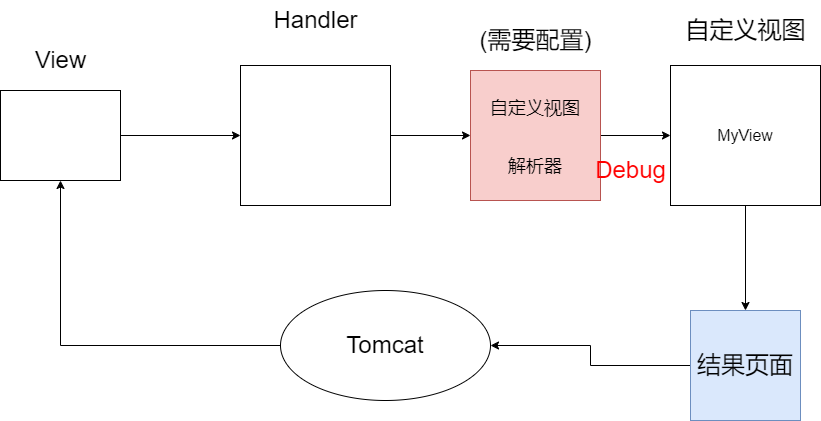 View
Handler
(需要配置)
自定义视图
自定义视图
解析器
Debug
MyView
Tomcat
结果页面